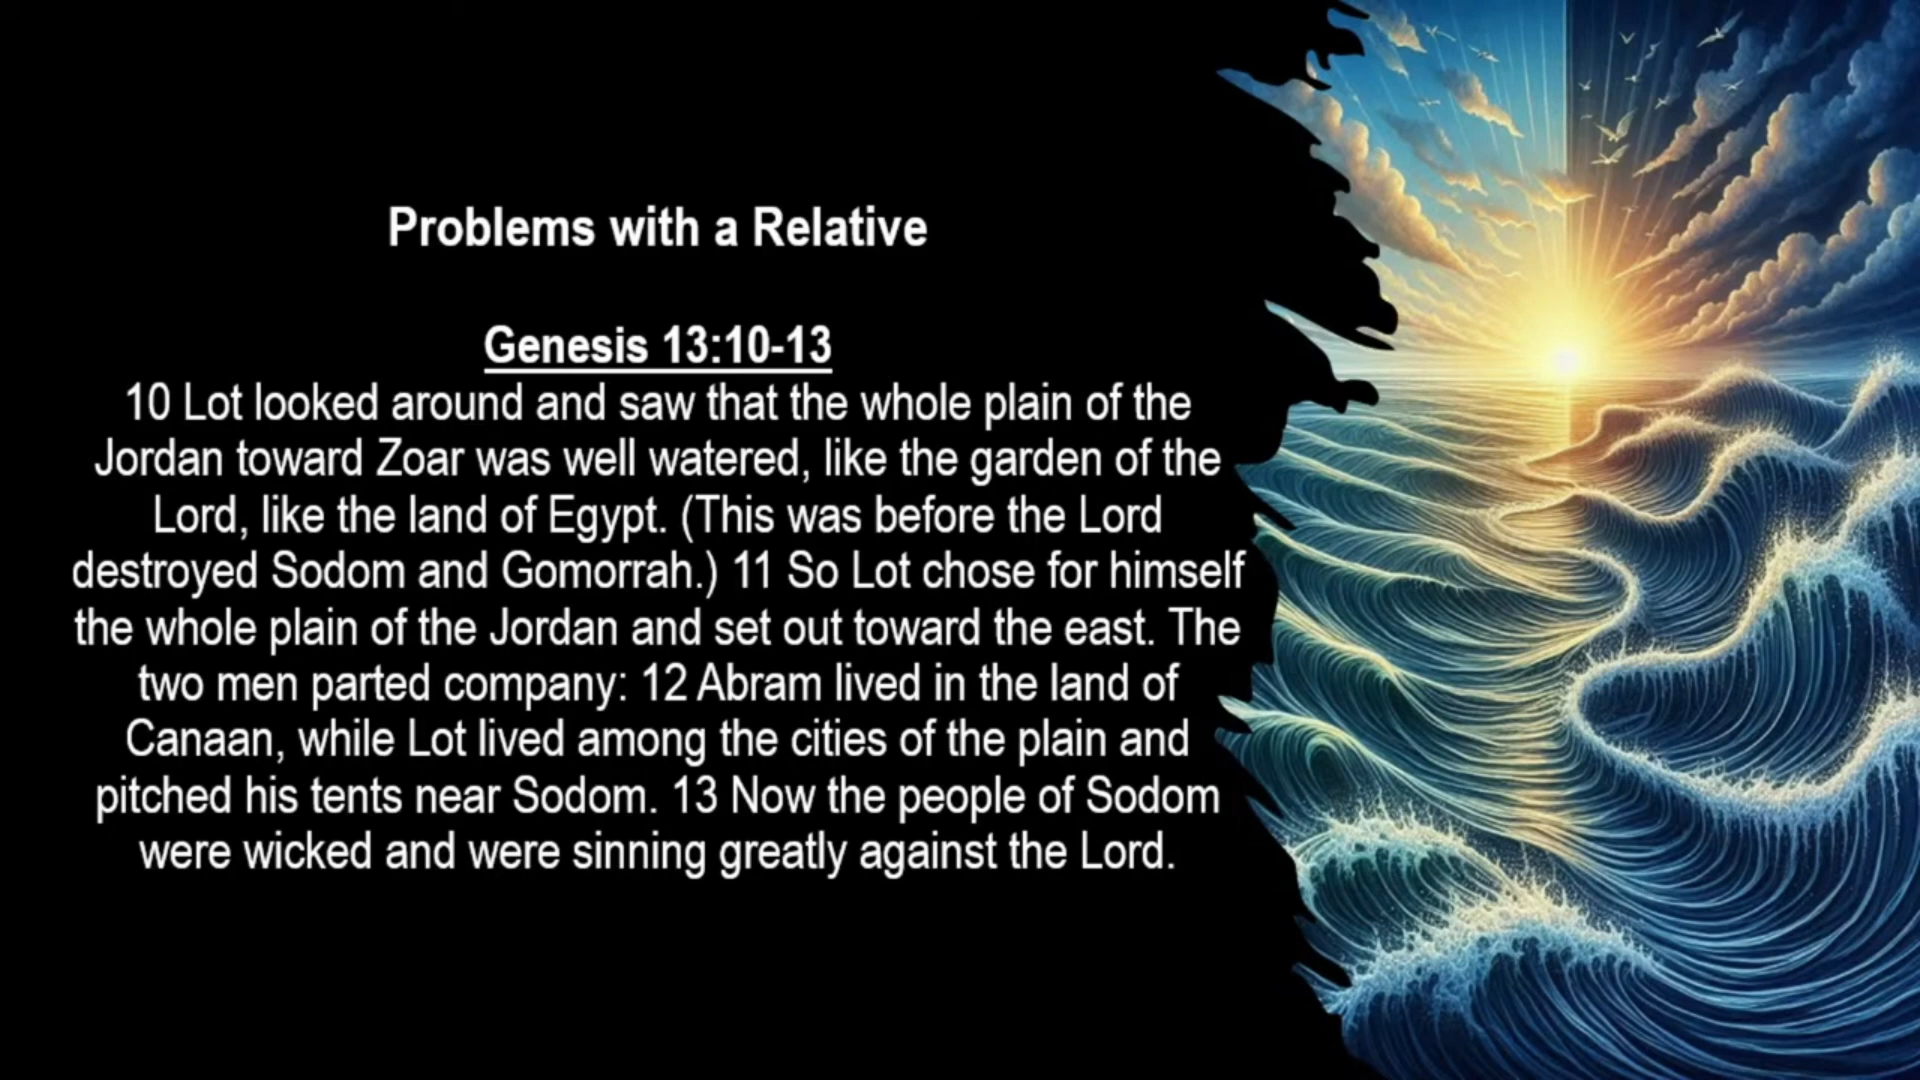 Problems with a Relative
Genesis 13:10-13
10 Lot looked around and saw that the whole plain of the
Jordan toward Zoar was well watered, like the garden of the
Lord, like the land of Egypt. (This was before the Lord
destroyed Sodom and Gomorrah.) 11 So Lot chose for himself
the whole plain of the Jordan and set out toward the east. The
two men parted company: 12 Abram lived in the land of
Canaan, while Lot lived among the cities of the plain and
pitched his tents near Sodom. 13 Now the people of Sodom
were wicked and were sinning greatly against the Lord.